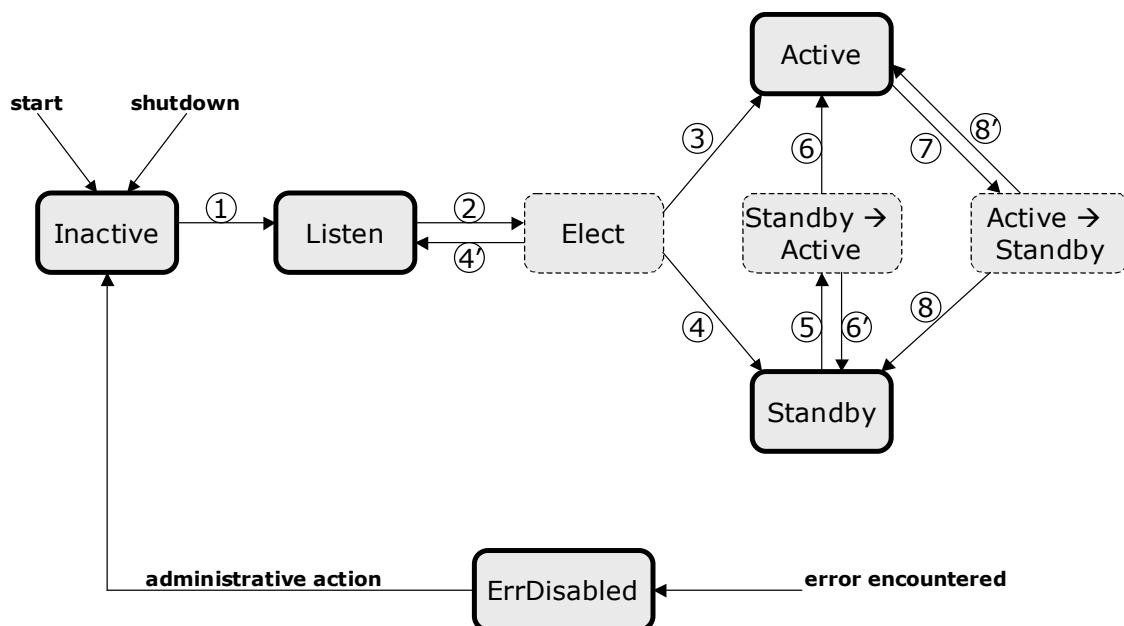 Active
start
shutdown
③
⑥
8’
⑦
①
②
Inactive
Listen
Elect
Standby →
Active
Active →
Standby
4’
④
⑤
6’
⑧
Standby
administrative action
ErrDisabled
error encountered